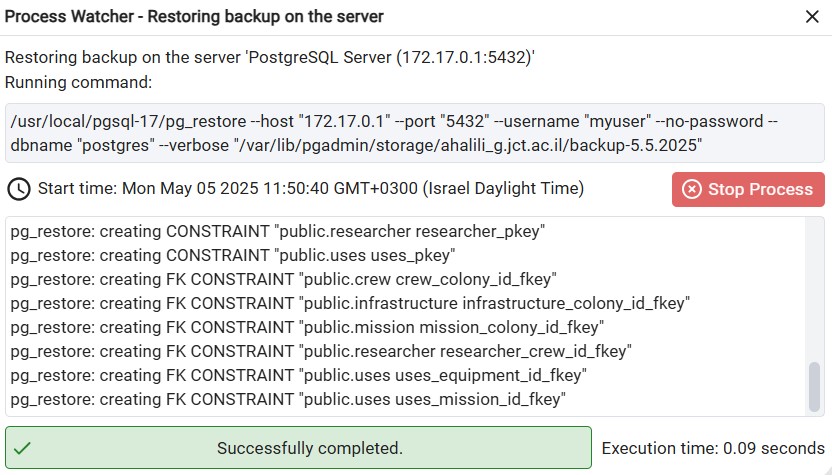 Process Watcher - Restoring backup on the server
Restoring backup on the server 'PostgreSQL Server (172.17.0.1:5432)'
Running command:
/usr/local/pgsql-17/pg_restore --host "172.17.0.1" --port "5432" --username "myuser" --no-password --
dbname "postgres" --verbose "/var/lib/pgadmin/storage/ahalili_g.jct.ac.il/backup-5.5.2025"
Start time: Mon May 05 2025 11:50:40 GMT+0300 (Israel Daylight Time)
Stop Process
pg_restore: creating CONSTRAINT "public.researcher researcher_pkey"
pg_restore: creating CONSTRAINT "public.uses uses_pkey"
pg_restore: creating FK CONSTRAINT "public.crew crew_colony_id_fkey"
pg_restore: creating FK CONSTRAINT "public.infrastructure infrastructure_colony_id_fkey"
pg_restore: creating FK CONSTRAINT "public.mission mission_colony_id_fkey"
pg_restore: creating FK CONSTRAINT "public.researcher researcher_crew_id_fkey"
pg_restore: creating FK CONSTRAINT "public.uses uses_equipment_id_fkey"
pg_restore: creating FK CONSTRAINT "public.uses uses_mission_id_fkey"
Successfully completed.
Execution time: 0.09 seconds